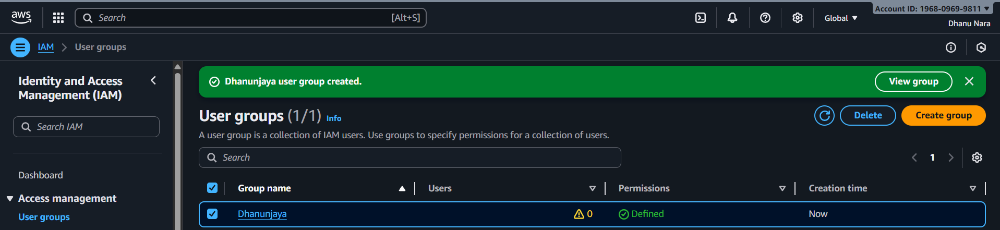 aws
Search [Alt+S]
Global
Account ID: 1968-0969-9811
Dhanu Nara
IAM User groups
Identity and Access
Management (IAM)
Search IAM
Dashboard
Access management
User groups
Dhanunjaya user group created.
View group
User groups (1/1) Info
Delete
Create group
A user group is a collection of IAM users. Use groups to specify permissions for a collection of users.
Search
1
Group name Users Permissions Creation time
Dhanunjaya 0 Defined Now